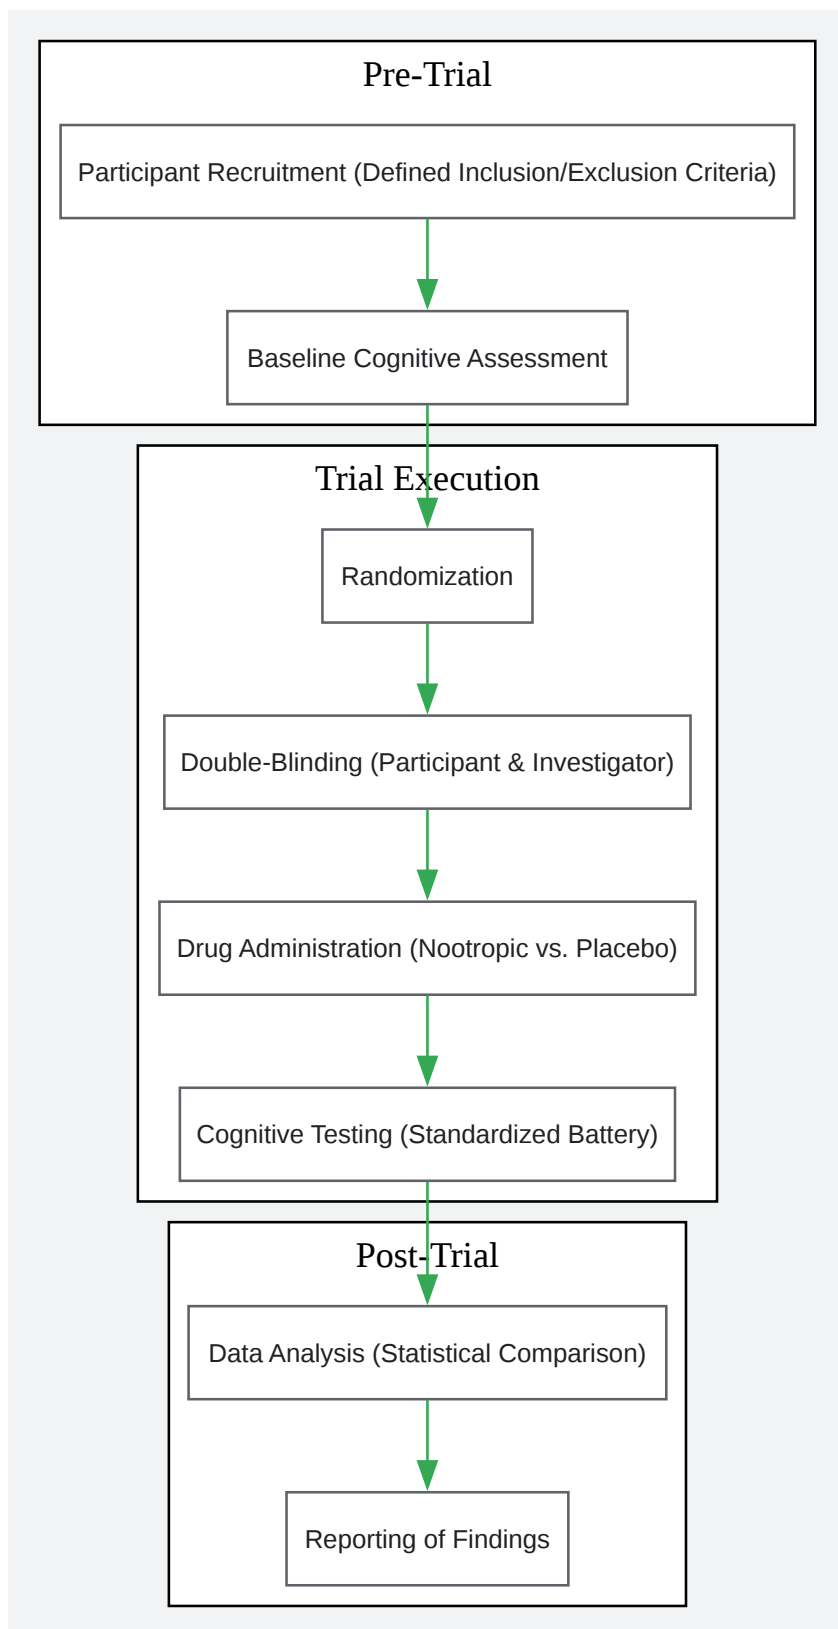 Pre-Trial
Participant Recruitment (Defined Inclusion/Exclusion Criteria)
Baseline Cognitive Assessment
Trial Execution
Randomization
Double-Blinding (Participant & Investigator)
Drug Administration (Nootropic vs. Placebo)
Cognitive Testing (Standardized Battery)
Post-Trial
Data Analysis (Statistical Comparison)
Reporting of Findings